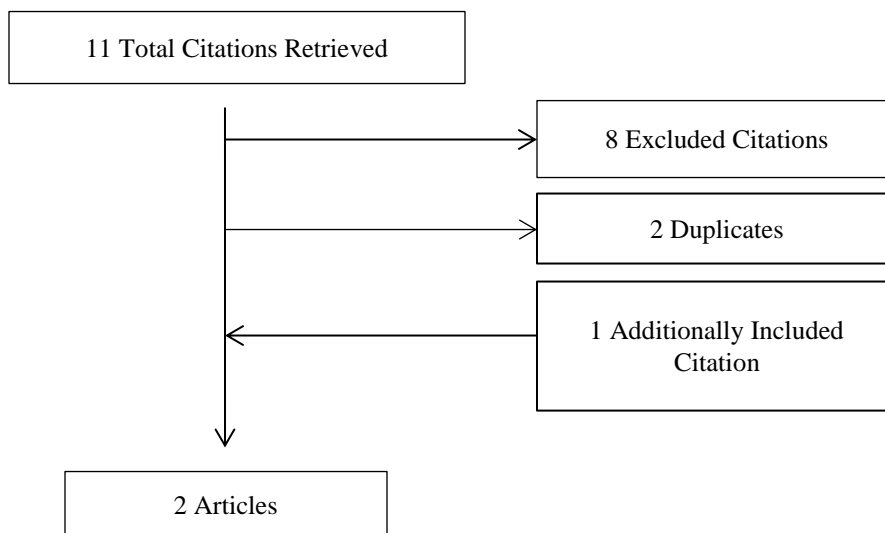 11 Total Citations Retrieved
8 Excluded Citations
2 Duplicates
1 Additionally Included
Citation
2 Articles